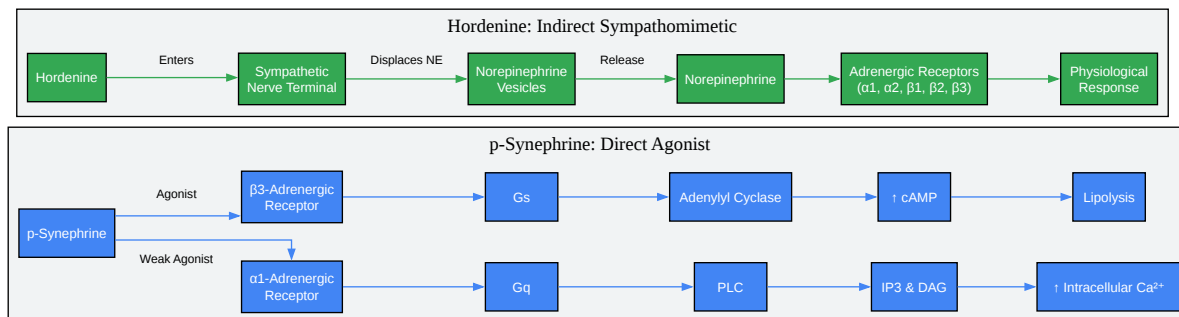 Hordenine: Indirect Sympathomimetic
Hordenine
Enters
Sympathetic
Nerve Terminal
Displaces NE
Norepinephrine
Vesicles
Release
Norepinephrine
Adrenergic Receptors
(α1, α2, β1, β2, β3)
Physiological
Response
p-Synephrine: Direct Agonist
p-Synephrine
Agonist
β3-Adrenergic
Receptor
Gs
Adenylyl Cyclase
↑ cAMP
Lipolysis
Weak Agonist
α1-Adrenergic
Receptor
Gq
PLC
IP3 & DAG
↑ Intracellular Ca²⁺